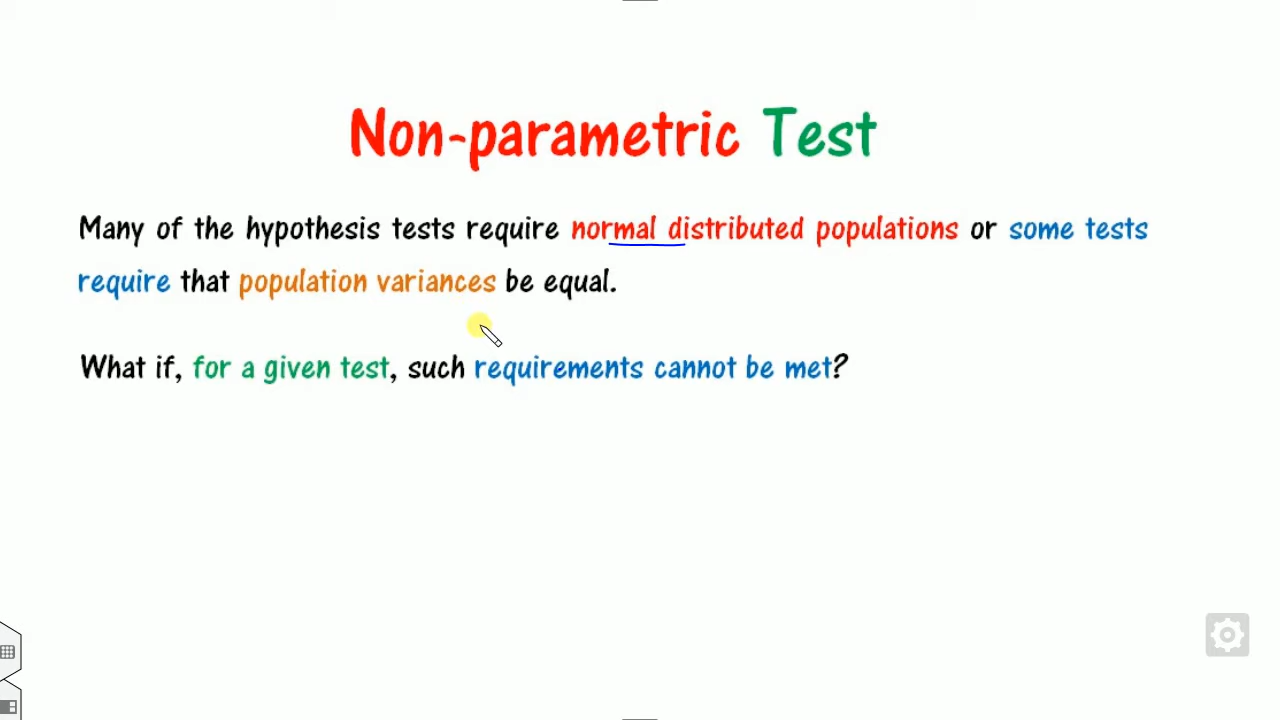 Non-parametric Test
Many of the hypothesis tests require normal distributed populations or some tests
require that population variances be equal.
What if, for a given test, such requirements cannot be met?